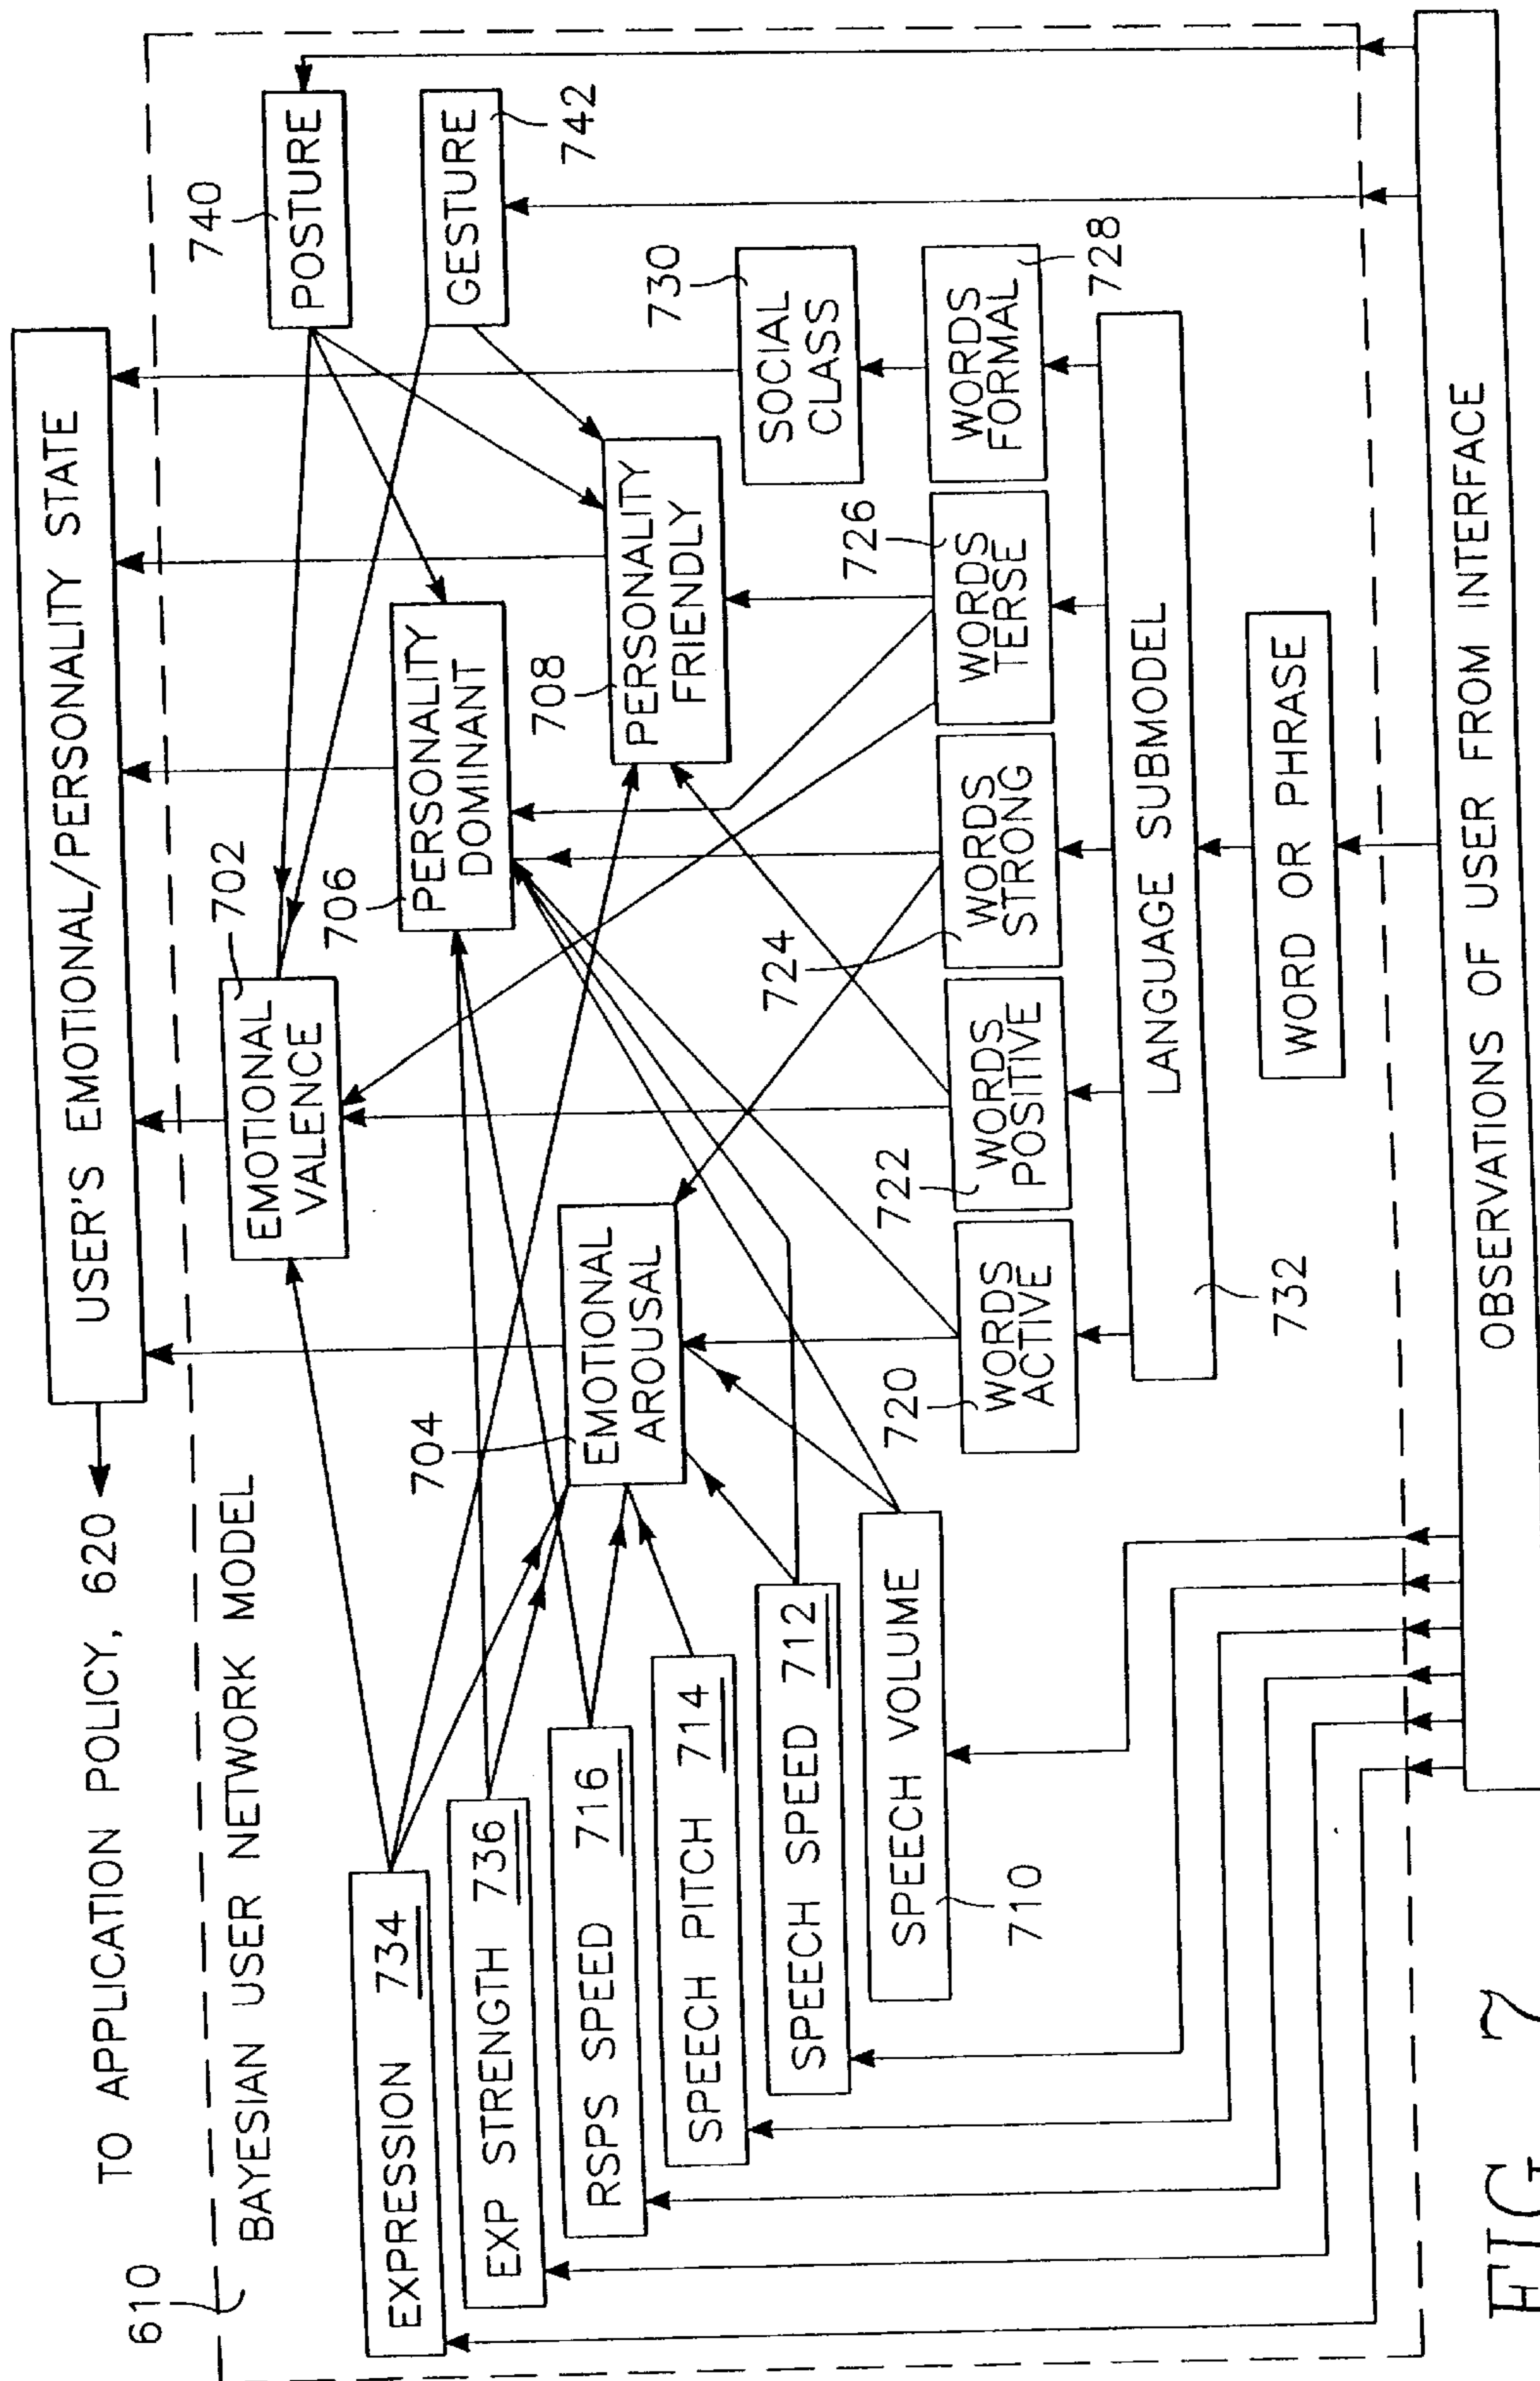 TO APPLICATION POLICY, 620
USER'S EMOTIONAL/PERSONALITY STATE
610
BAYESIAN USER NETWORK MODEL
702
EMOTIONAL
VALENCE
740
POSTURE
706
PERSONALITY
DOMINANT
GESTURE
742
EXPRESSION 734
704
EMOTIONAL
AROUSAL
708
PERSONALITY
FRIENDLY
EXP STRENGTH 736
RSPS SPEED 716
730
SOCIAL
CLASS
SPEECH PITCH 714
SPEECH SPEED 712
SPEECH VOLUME
710
720
WORDS
ACTIVE
722
WORDS
POSITIVE
724
WORDS
STRONG
726
WORDS
TERSE
WORDS
FORMAL
728
LANGUAGE SUBMODEL
732
WORD OR PHRASE
OBSERVATIONS OF USER FROM INTERFACE
FIG 7